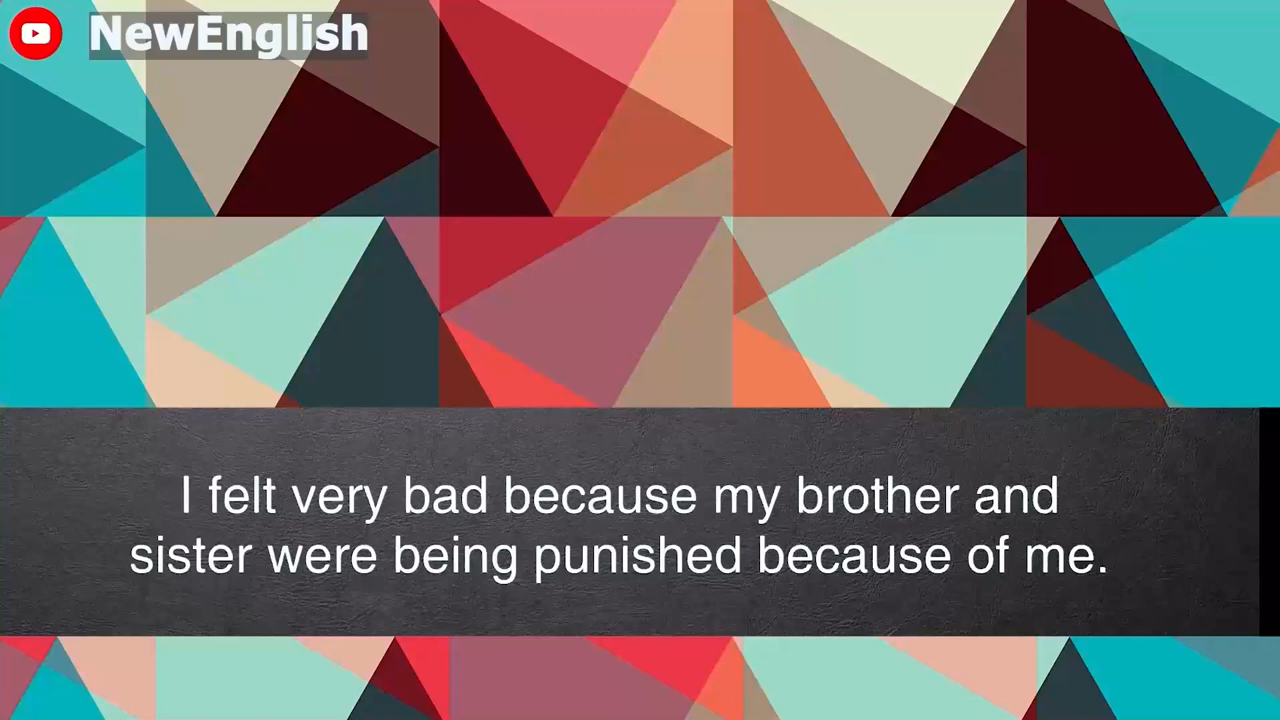 NewEnglish
I felt very bad because my brother and
sister were being punished because of me.